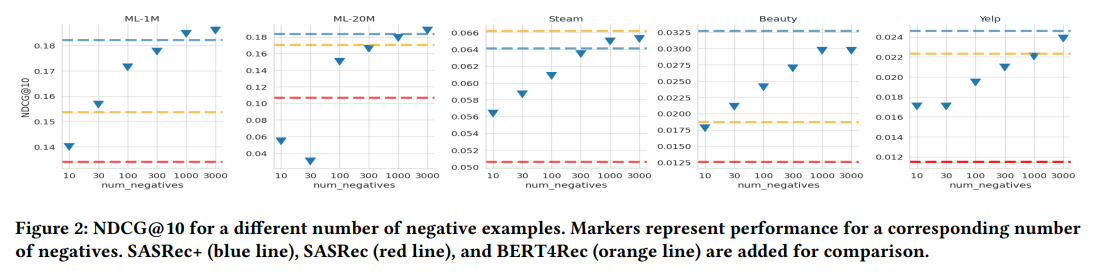 ML-1M
ML-20M
Steam
Beauty
Yelp
NDCG@10
0.18
0.17
0.16
0.15
0.14
10 30 100 300 1000 3000
num_negatives
0.18
0.16
0.14
0.12
0.10
0.08
0.06
0.04
10 30 100 300 1000 3000
num_negatives
0.066
0.064
0.062
0.060
0.058
0.056
0.054
0.052
0.050
10 30 100 300 1000 3000
num_negatives
0.0325
0.0300
0.0275
0.0250
0.0225
0.0200
0.0175
0.0150
0.0125
10 30 100 300 1000 3000
num_negatives
0.024
0.022
0.020
0.018
0.016
0.014
0.012
10 30 100 300 1000 3000
num_negatives
Figure 2: NDCG@10 for a different number of negative examples. Markers represent performance for a corresponding number
of negatives. SASRec+ (blue line), SASRec (red line), and BERT4Rec (orange line) are added for comparison.